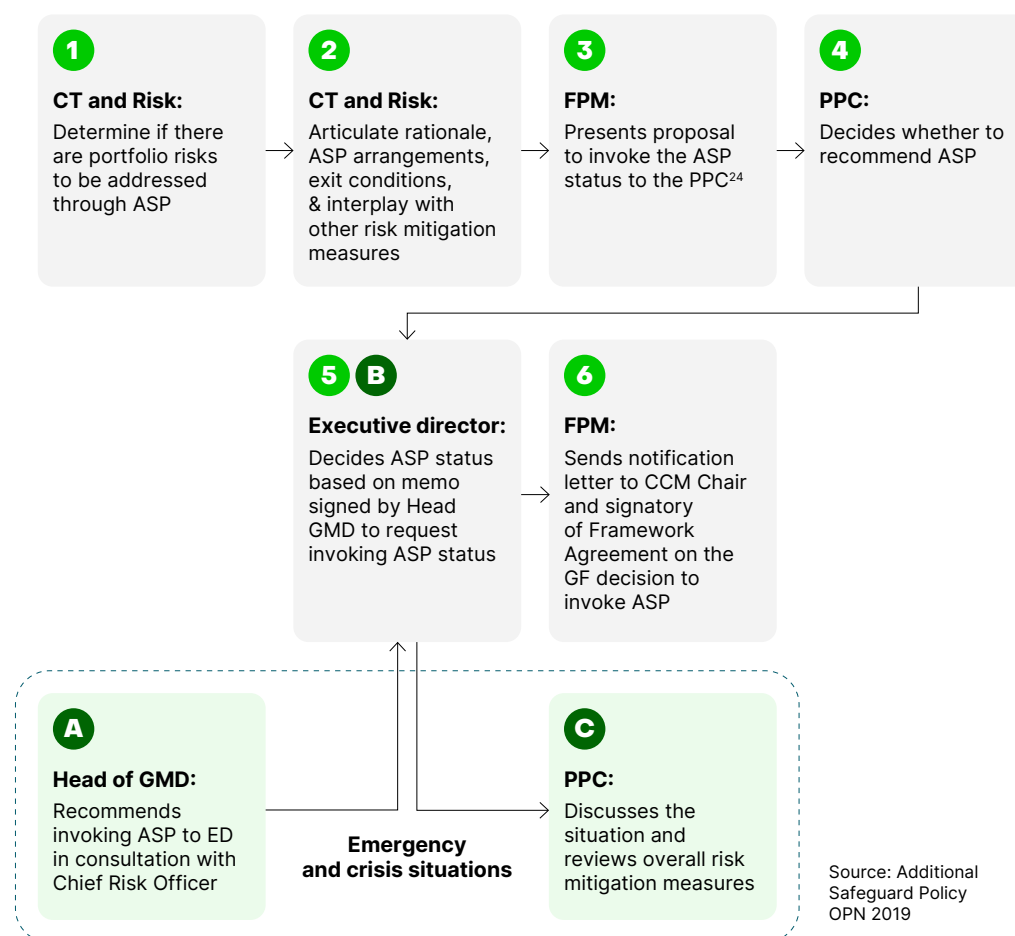 1
CT and Risk:
Determine if there
are portfolio risks
to be addressed
through ASP
2
CT and Risk:
Articulate rationale,
ASP arrangements,
exit conditions,
& interplay with
other risk mitigation
measures
3
FPM:
Presents proposal
to invoke the ASP
status to the PPC²⁴
4
PPC:
Decides whether to
recommend ASP
5 B
Executive director:
Decides ASP status
based on memo
signed by Head
GMD to request
invoking ASP status
6
FPM:
Sends notification
letter to CCM Chair
and signatory
of Framework
Agreement on the
GF decision to
invoke ASP
A
Head of GMD:
Recommends
invoking ASP to ED
in consultation with
Chief Risk Officer
Emergency
and crisis situations
C
PPC:
Discusses the
situation and
reviews overall risk
mitigation measures
Source: Additional
Safeguard Policy
OPN 2019